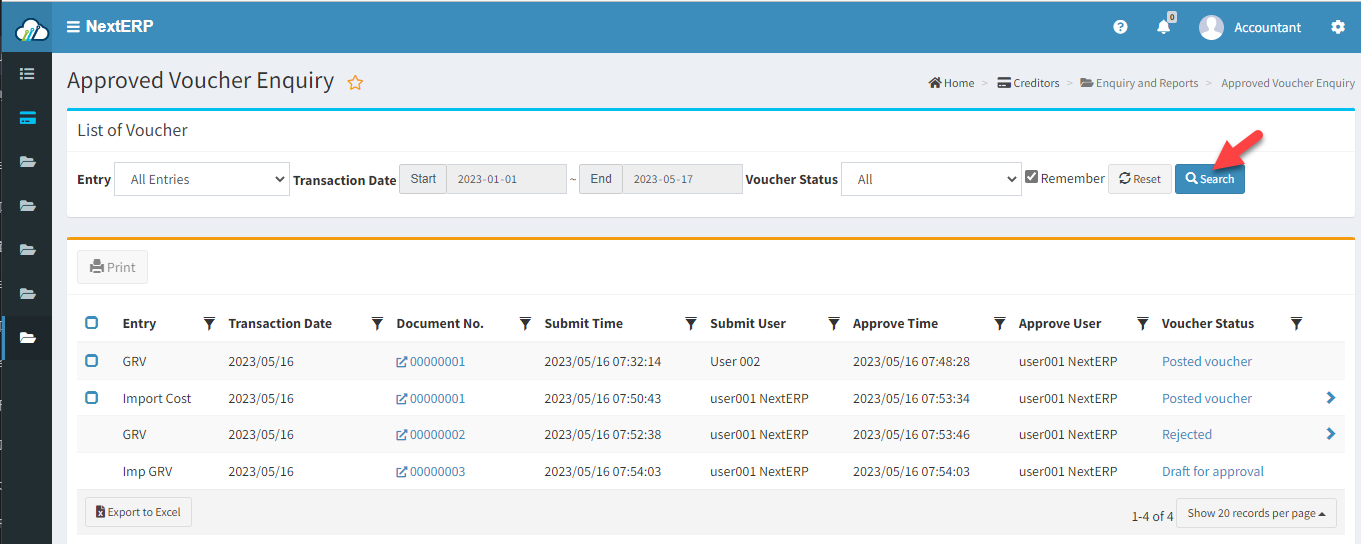 NextERP
0
Accountant
Approved Voucher Enquiry
Home > Creditors > Enquiry and Reports > Approved Voucher Enquiry
List of Voucher
Entry All Entries Transaction Date Start 2023-01-01 ~ End 2023-05-17 Voucher Status All Remember Reset Search
Print
Entry Transaction Date Document No. Submit Time Submit User Approve Time Approve User Voucher Status
GRV 2023/05/16 00000001 2023/05/16 07:32:14 User 002 2023/05/16 07:48:28 user001 NextERP Posted voucher
Import Cost 2023/05/16 00000001 2023/05/16 07:50:43 user001 NextERP 2023/05/16 07:53:34 user001 NextERP Posted voucher
GRV 2023/05/16 00000002 2023/05/16 07:52:38 user001 NextERP 2023/05/16 07:53:46 user001 NextERP Rejected
Imp GRV 2023/05/16 00000003 2023/05/16 07:54:03 user001 NextERP 2023/05/16 07:54:03 user001 NextERP Draft for approval
Export to Excel 1-4 of 4 Show 20 records per page